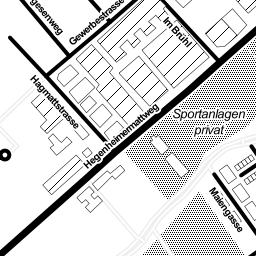 gesenweg
Gewerbestrasse
Im Brühl
Hagmattstrasse
Hegenheimermattweg
Sportanlagen
privat
Maiengasse